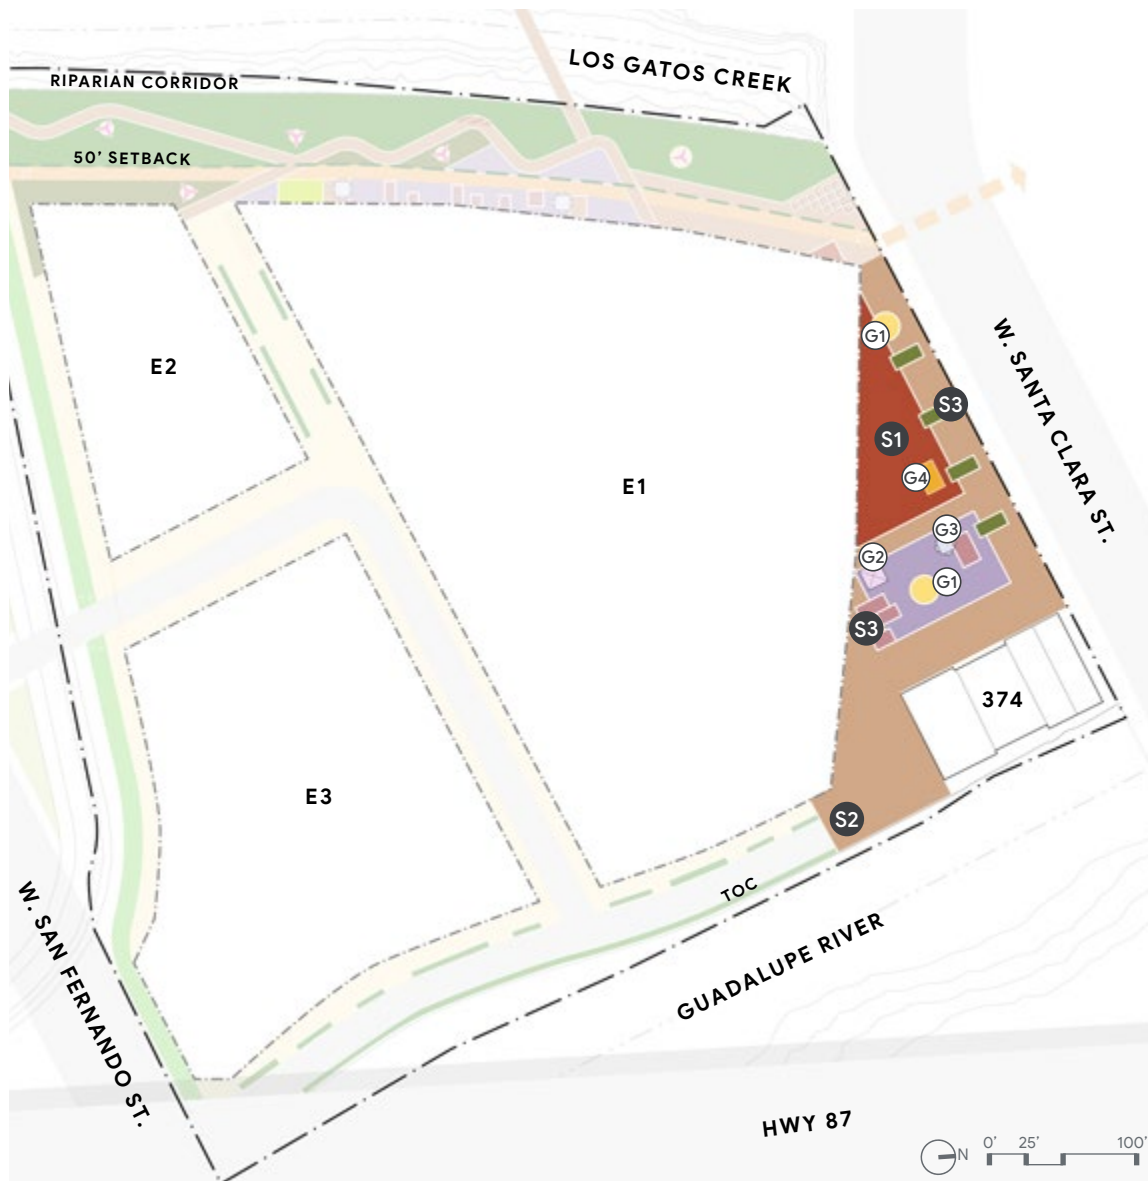 LOS GATOS CREEK
RIPARIAN CORRIDOR
50' SETBACK
E2
E1
E3
G1
S3
S1
G4
G3
G2
G1
S3
374
S2
W. SANTA CLARA ST.
TOC
GUADALUPE RIVER
W. SAN FERNANDO ST.
HWY 87
N
0' 25' 100'